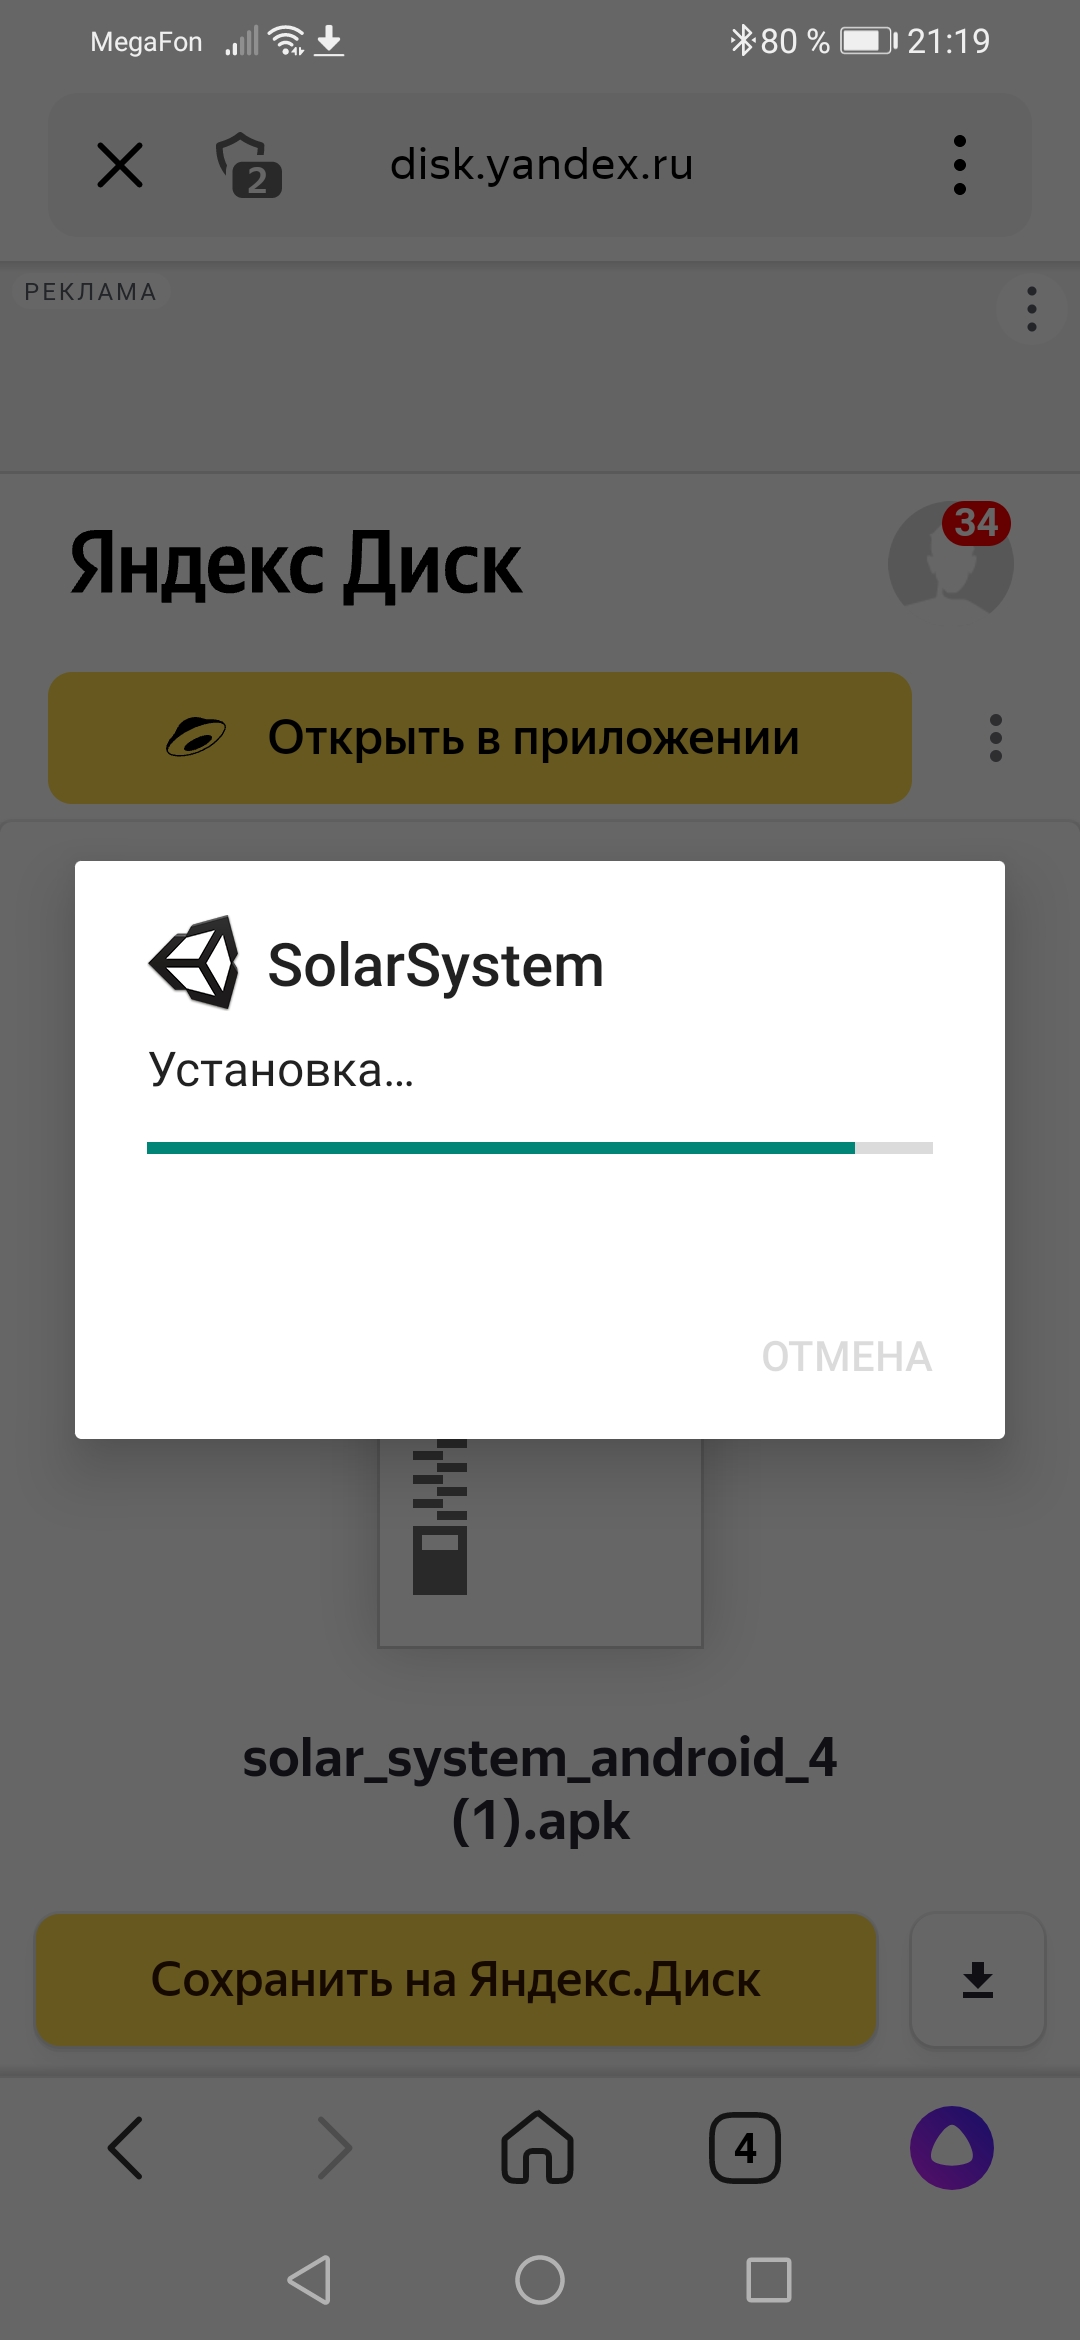 MegaFon 80 % 21:19
2 disk.yandex.ru
РЕКЛАМА
Яндекс Диск 34
Открыть в приложении
SolarSystem
Установка...
ОТМЕНА
solar_system_android_4
(1).apk
Сохранить на Яндекс.Диск
4